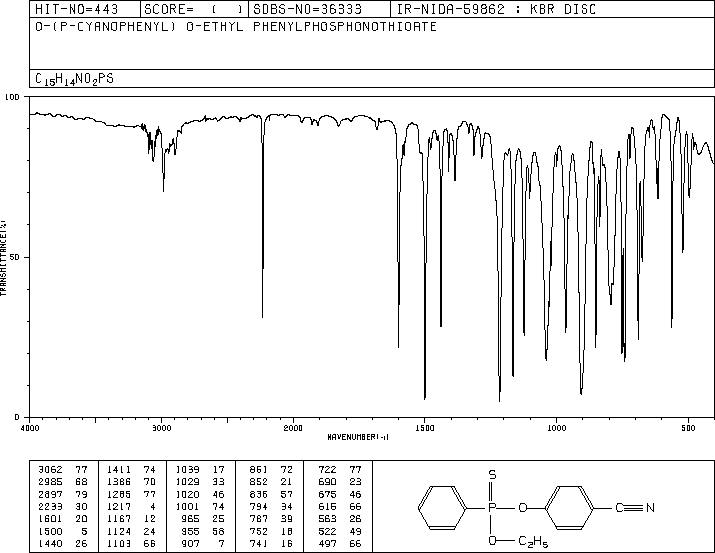 HIT-NO=443 SCORE= ( ) SDBS-NO=36333 IR-NIDA-59862 : KBR DISC
O-(P-CYANOPHENYL) O-ETHYL PHENYLPHOSPHONOTHIOATE
C15H14NO2PS
100
50
0
TRANSMITTANCE(%)
4000 3000 2000 1500 1000 500
WAVENUMBER(-1)
3062 77 1411 74 1039 17 861 72 722 77
2985 68 1386 70 1029 33 852 21 690 23
2897 79 1285 77 1020 46 836 57 675 46
2233 30 1217 4 1001 74 794 34 616 66
1601 20 1167 12 965 25 787 39 563 26
1500 5 1124 24 955 58 752 18 522 49
1440 26 1103 66 907 7 741 16 497 66
S
P O C N
O C2H5